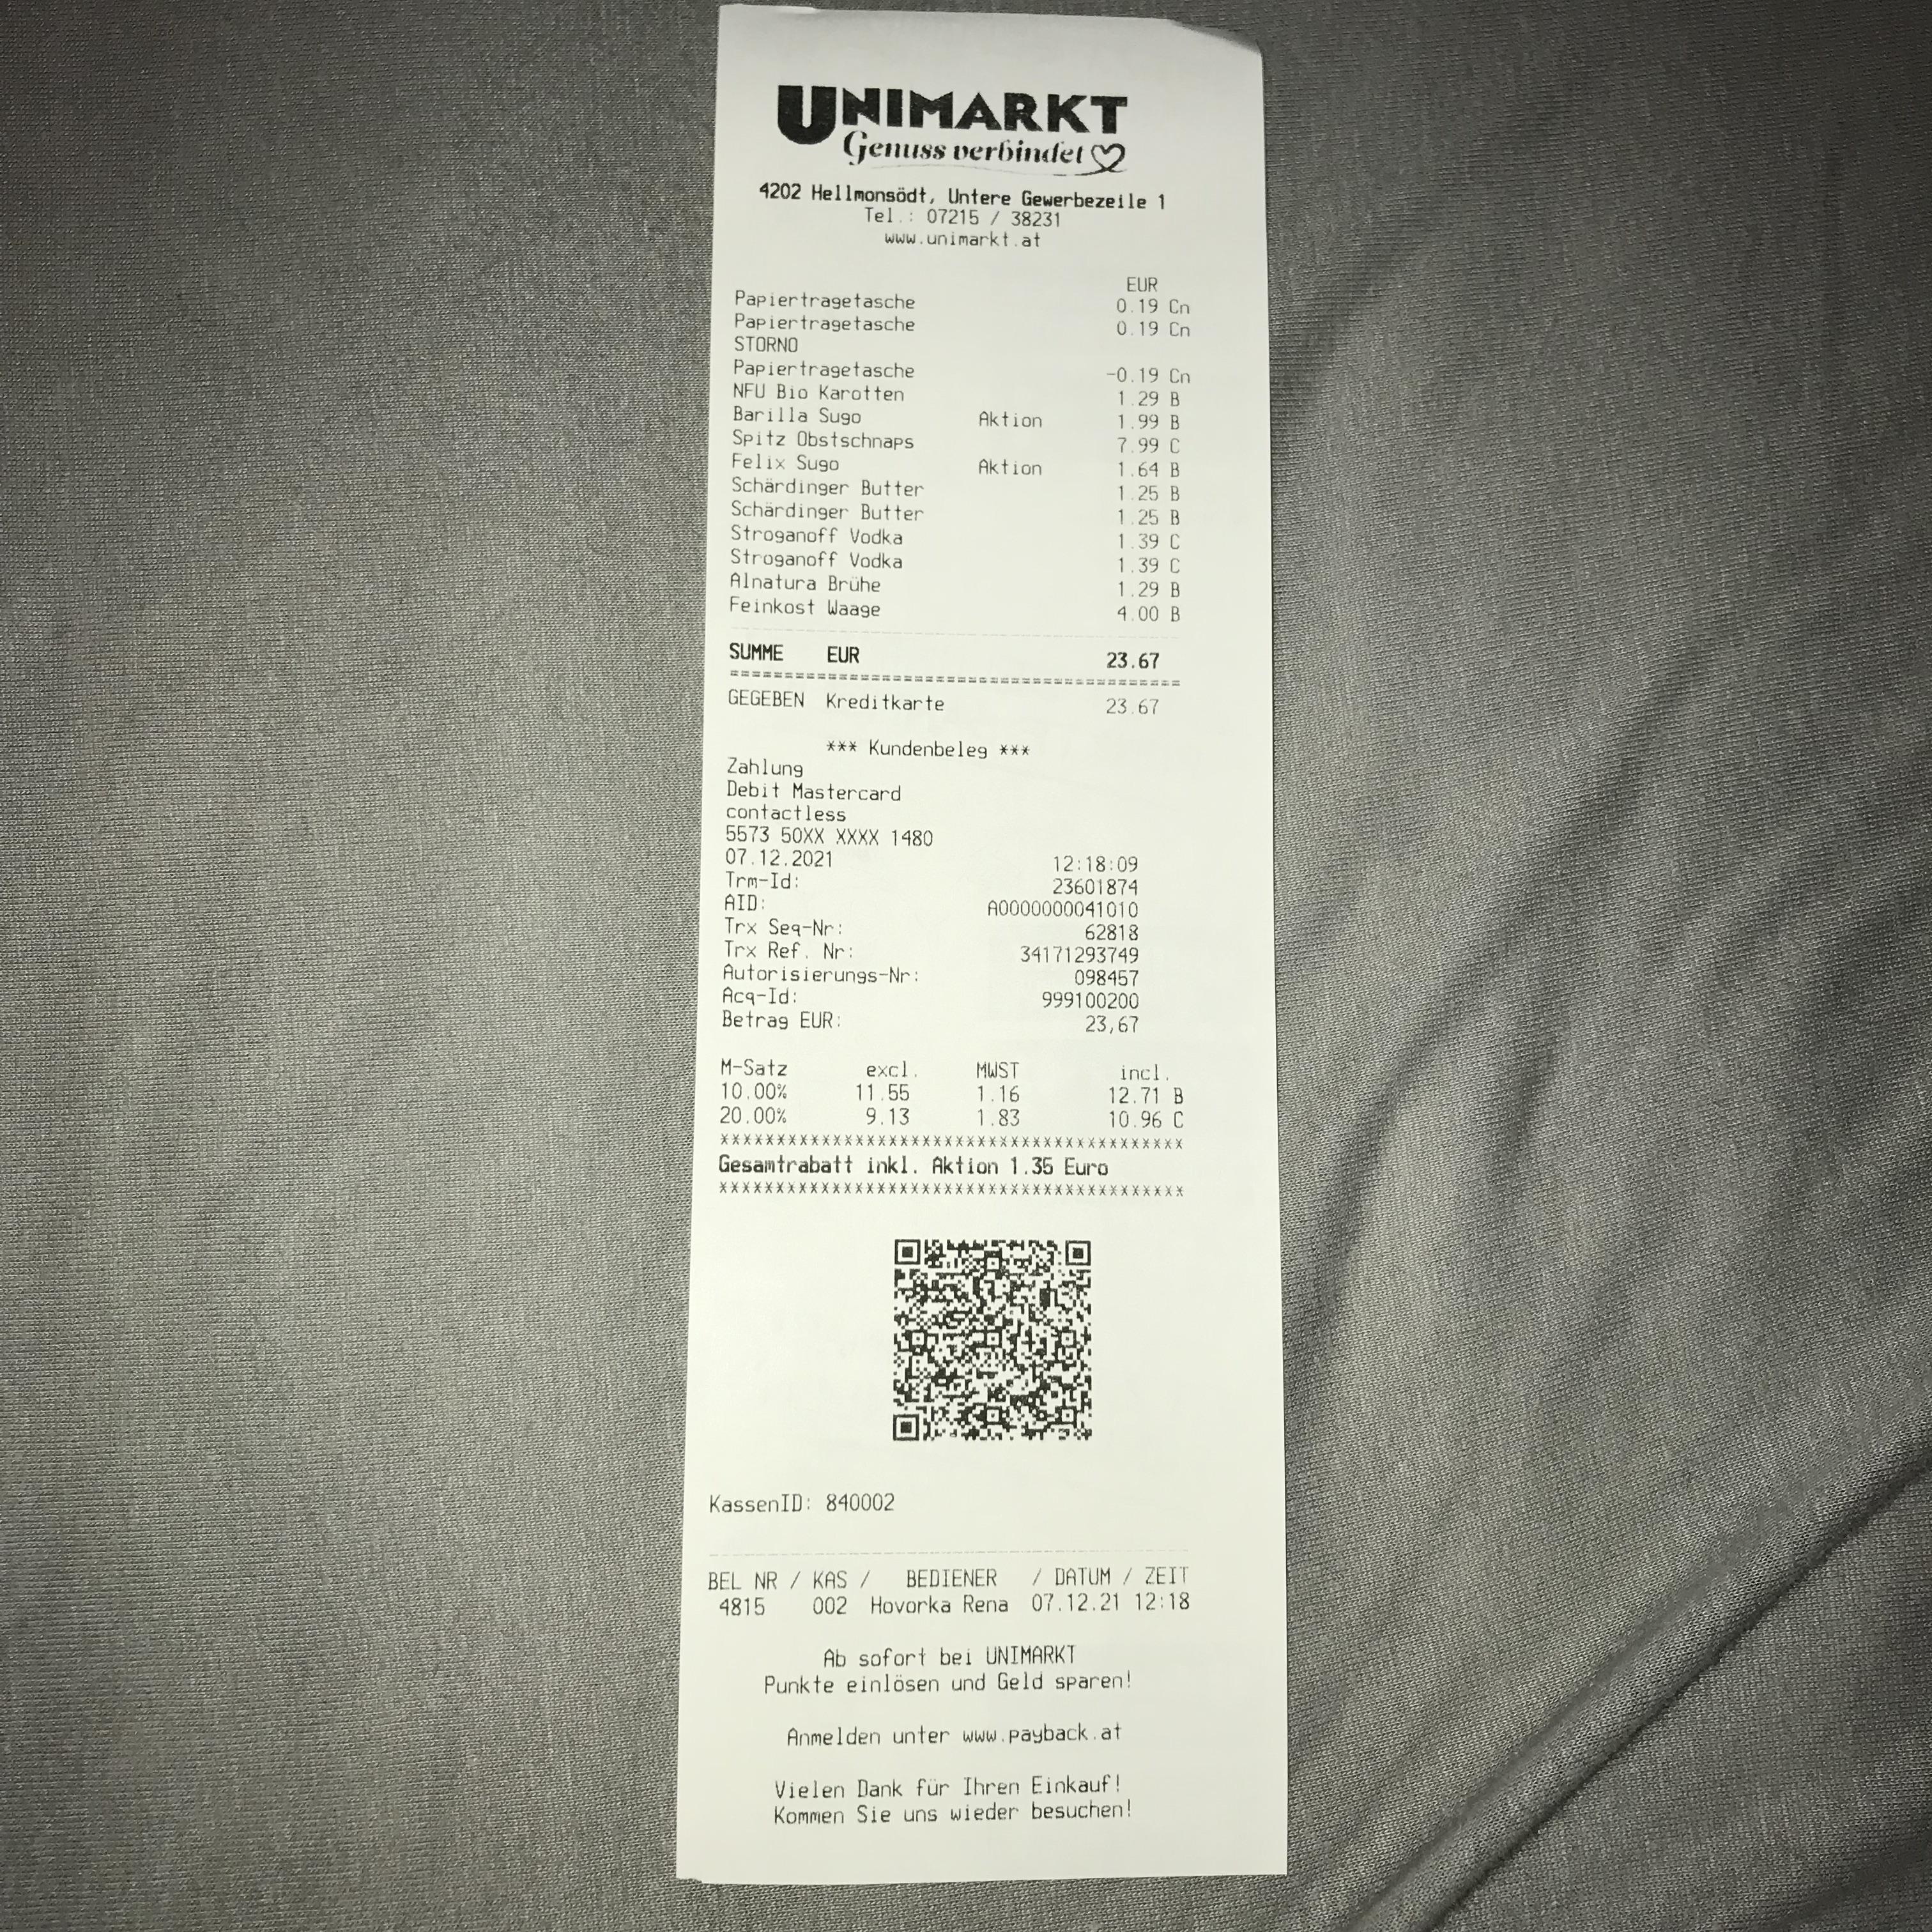 UNIMARKT
Genuss verbindet
4202 Hellmonsödt, Untere Gewerbezeile 1
Tel.: 07215 / 38231
www.unimarkt.at
EUR
Papiertragetasche 0.19 Cn
Papiertragetasche 0.19 Cn
STORNO
Papiertragetasche -0.19 Cn
NFU Bio Karotten 1.29 B
Barilla Sugo Aktion 1.99 B
Spitz Obstschnaps 7.99 C
Felix Sugo Aktion 1.64 B
Schärdinger Butter 1.25 B
Schärdinger Butter 1.25 B
Stroganoff Vodka 1.39 C
Stroganoff Vodka 1.39 C
Alnatura Brühe 1.29 B
Feinkost Waage 4.00 B
SUMME EUR 23.67
========================================
GEGEBEN Kreditkarte 23.67
*** Kundenbeleg ***
Zahlung
Debit Mastercard
contactless
5573 50XX XXXX 1480
07.12.2021 12:18:09
Trm-Id: 23601874
AID: A0000000041010
Trx Seq-Nr: 62818
Trx Ref. Nr: 34171293749
Autorisierungs-Nr: 098457
Acq-Id: 999100200
Betrag EUR: 23,67
M-Satz excl. MWST incl.
10.00% 11.55 1.16 12.71 B
20.00% 9.13 1.83 10.96 C
******************************************
Gesamtrabatt inkl. Aktion 1.35 Euro
******************************************
KassenID: 840002
BEL NR / KAS / BEDIENER / DATUM / ZEIT
4815 002 Hovorka Rena 07.12.21 12:18
Ab sofort bei UNIMARKT
Punkte einlösen und Geld sparen!
Anmelden unter www.payback.at
Vielen Dank für Ihren Einkauf!
Kommen Sie uns wieder besuchen!